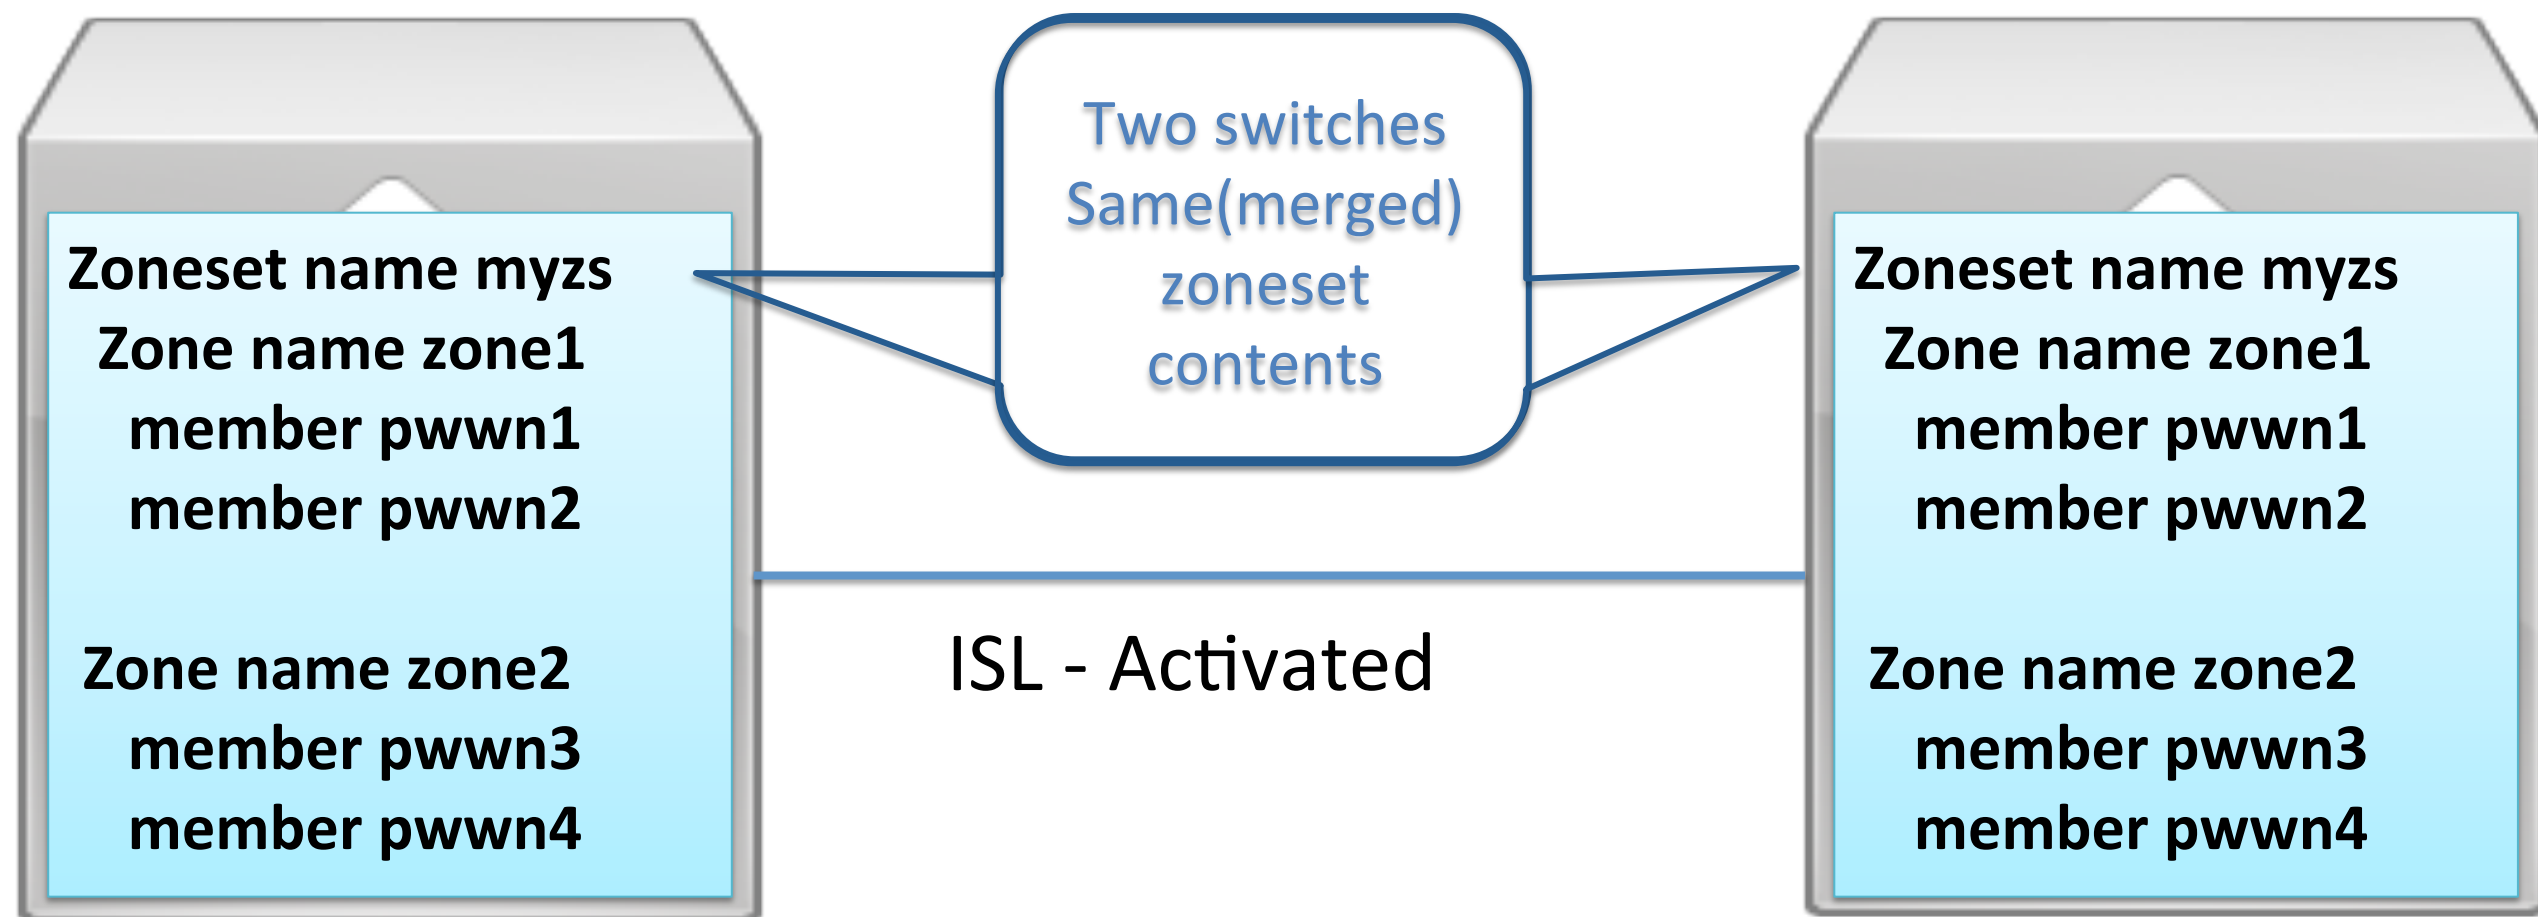 Zoneset name myzs
Zone name zone1
member pwwn1
member pwwn2
Zone name zone2
member pwwn3
member pwwn4
Two switches
Same(merged)
zoneset
contents
ISL - Activated
Zoneset name myzs
Zone name zone1
member pwwn1
member pwwn2
Zone name zone2
member pwwn3
member pwwn4